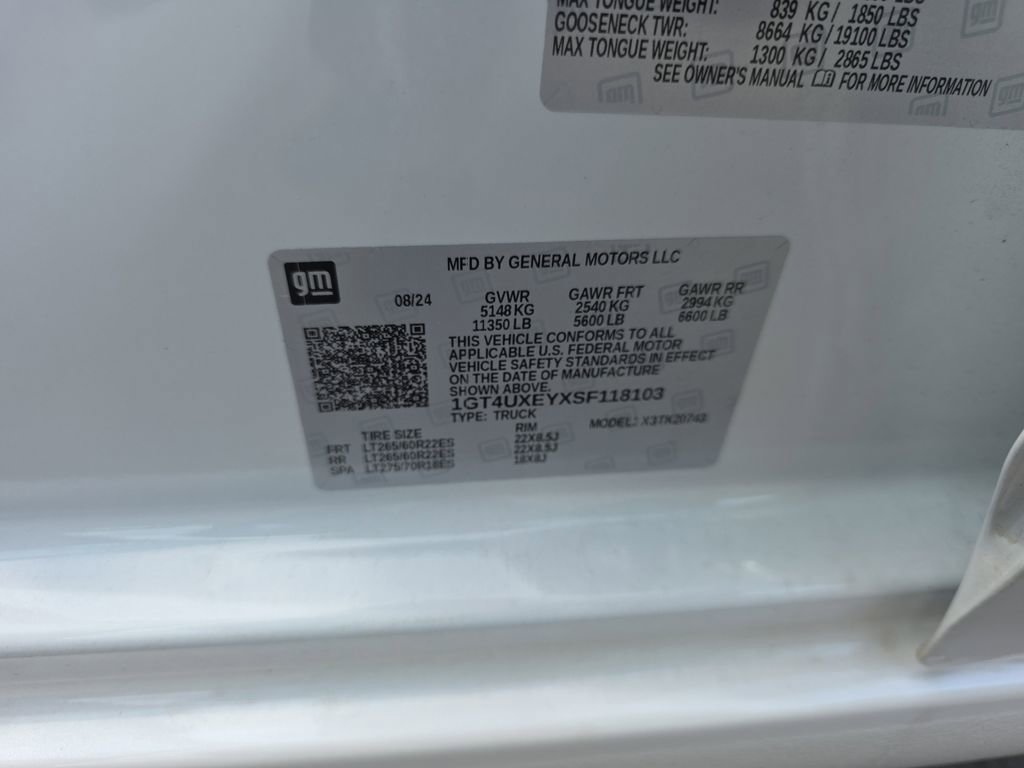 MAX TONGUE WEIGHT: 839 KG / 1850 LBS
GOOSENECK TWR: 8664 KG / 19100 LBS
MAX TONGUE WEIGHT: 1300 KG / 2865 LBS
SEE OWNER'S MANUAL FOR MORE INFORMATION
gm
MFD BY GENERAL MOTORS LLC
08/24 GVWR GAWR FRT GAWR RR
5148 KG 2540 KG 2994 KG
11350 LB 5600 LB 6600 LB
THIS VEHICLE CONFORMS TO ALL
APPLICABLE U.S. FEDERAL MOTOR
VEHICLE SAFETY STANDARDS IN EFFECT
ON THE DATE OF MANUFACTURE
SHOWN ABOVE.
1GT4UXEYXSF118103
TYPE: TRUCK MODEL: X3TK20743
TIRE SIZE RIM
FRT LT265/60R22ES 22X8.5J
RR LT265/60R22ES 22X8.5J
SPA LT275/70R18ES 18X8J